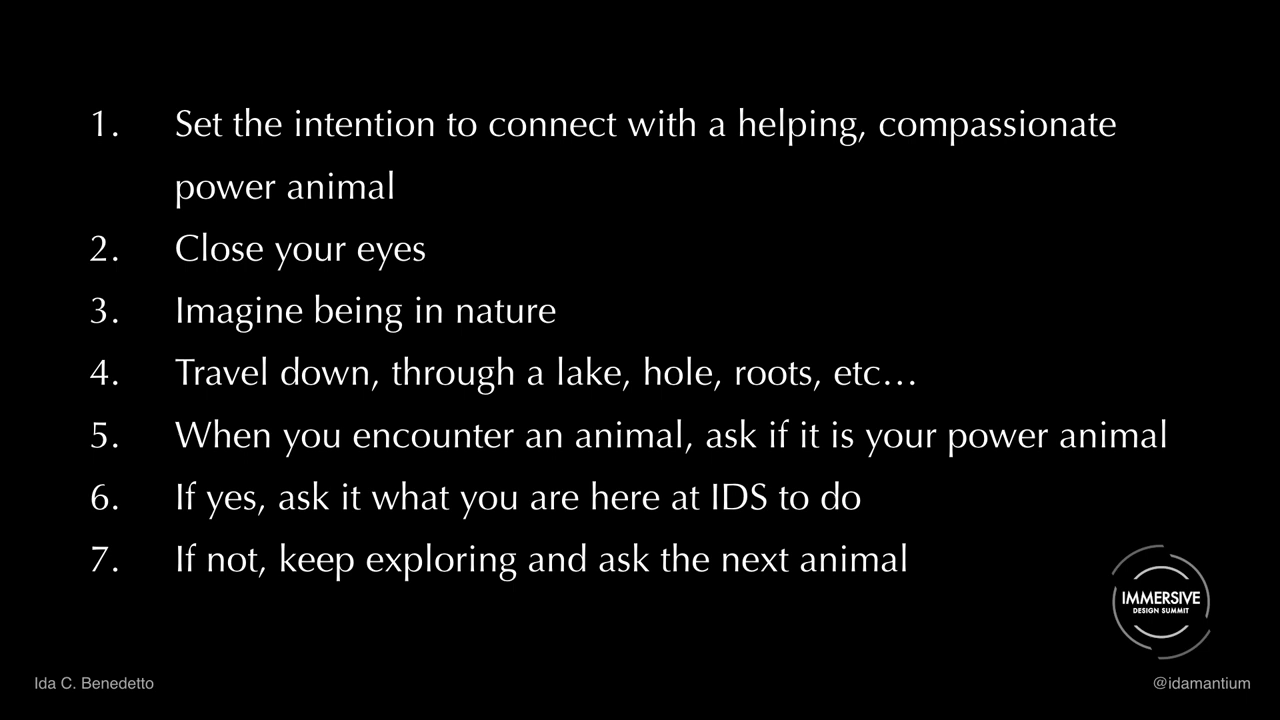 1. Set the intention to connect with a helping, compassionate
power animal
2. Close your eyes
3. Imagine being in nature
4. Travel down, through a lake, hole, roots, etc…
5. When you encounter an animal, ask if it is your power animal
6. If yes, ask it what you are here at IDS to do
7. If not, keep exploring and ask the next animal
IMMERSIVE
DESIGN SUMMIT
Ida C. Benedetto
@idamantium